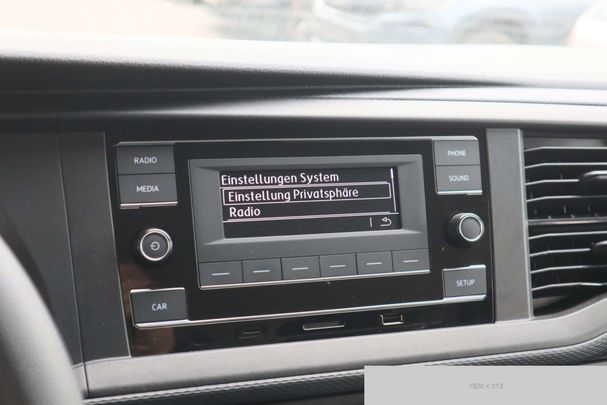 RADIO
MEDIA
Einstellungen System
Einstellung Privatsphäre
Radio
PHONE
SOUND
CAR
SETUP
1920 x 313